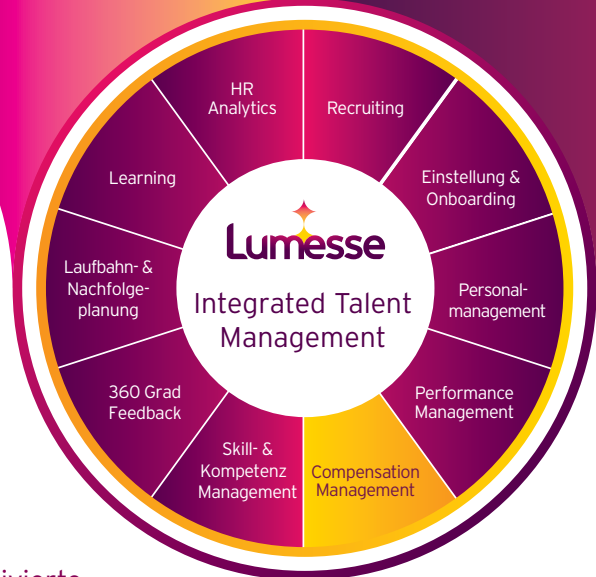 HR
Analytics
Recruiting
Learning
Einstellung &
Onboarding
Lumesse
Integrated Talent
Management
Laufbahn- &
Nachfolge-
planung
Personal-
management
360 Grad
Feedback
Performance
Management
Skill- &
Kompetenz
Management
Compensation
Management